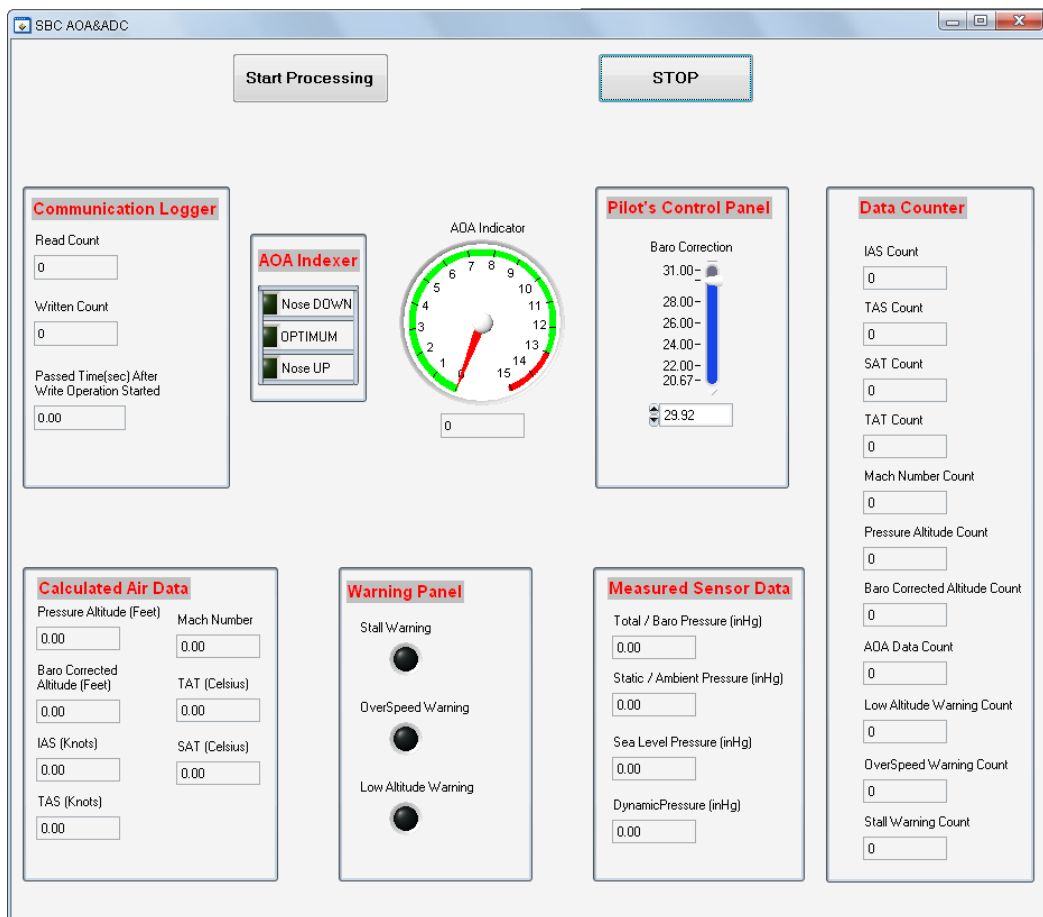 SBC AOA&ADC
Start Processing
STOP
Communication Logger
Read Count
0
Written Count
0
Passed Time(sec) After
Write Operation Started
0.00
AOA Indexer
Nose DOWN
OPTIMUM
Nose UP
AOA Indicator
0
1
2
3
4
5
6
7
8
9
10
11
12
13
14
15
0
Pilot's Control Panel
Baro Correction
31.00
28.00
26.00
24.00
22.00
20.67
29.92
Data Counter
IAS Count
0
TAS Count
0
SAT Count
0
TAT Count
0
Mach Number Count
0
Pressure Altitude Count
0
Baro Corrected Altitude Count
0
AOA Data Count
0
Low Altitude Warning Count
0
OverSpeed Warning Count
0
Stall Warning Count
0
Calculated Air Data
Pressure Altitude (Feet)
0.00
Baro Corrected
Altitude (Feet)
0.00
IAS (Knots)
0.00
TAS (Knots)
0.00
Mach Number
0.00
TAT (Celsius)
0.00
SAT (Celsius)
0.00
Warning Panel
Stall Warning
OverSpeed Warning
Low Altitude Warning
Measured Sensor Data
Total / Baro Pressure (inHg)
0.00
Static / Ambient Pressure (inHg)
0.00
Sea Level Pressure (inHg)
0.00
DynamicPressure (inHg)
0.00